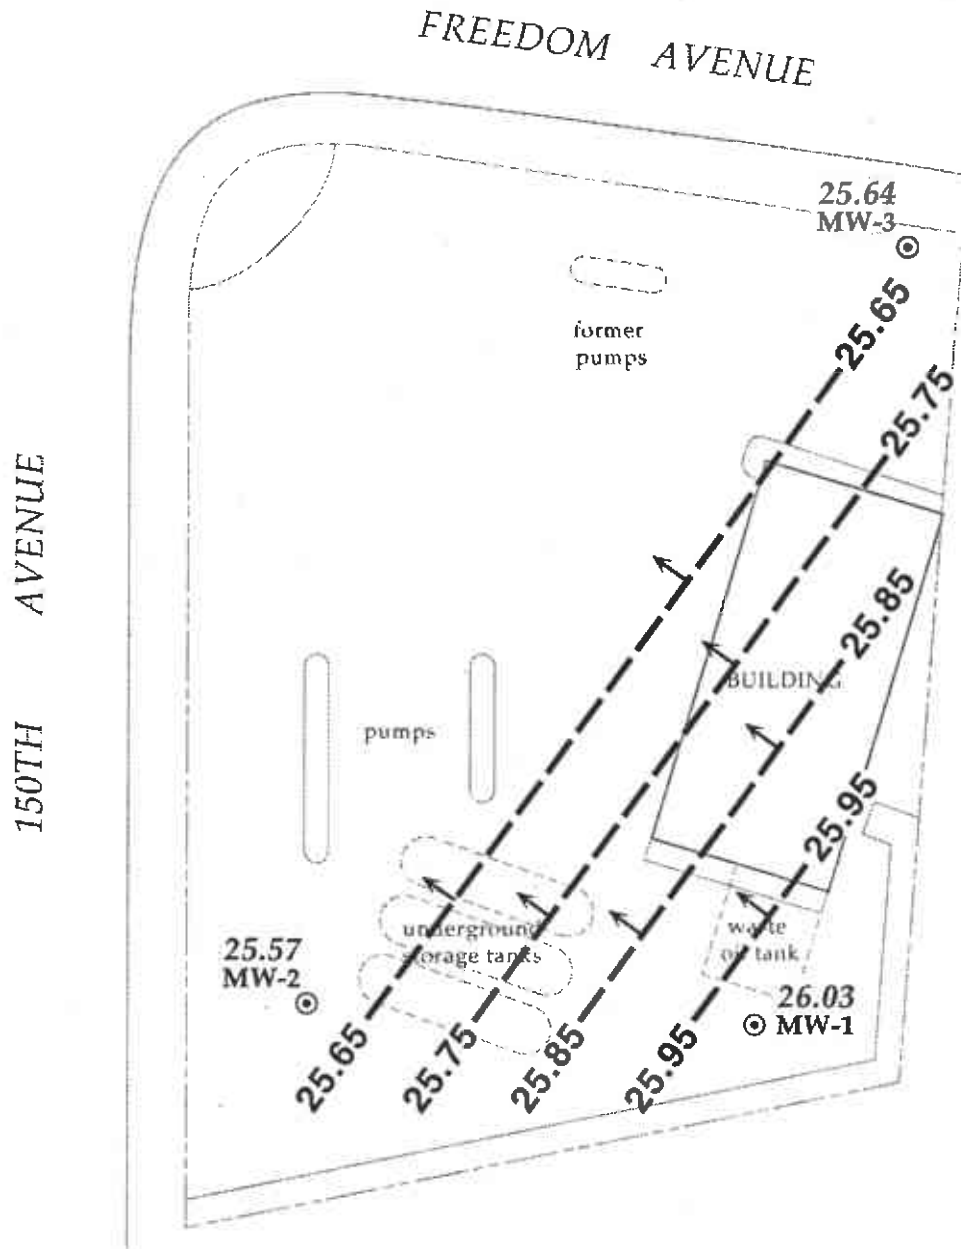 FREEDOM AVENUE
25.64
MW-3
former
pumps
25.65
25.75
150TH AVENUE
25.85
BUILDING
pumps
25.95
underground
storage tanks
waste
oil tank
25.57
MW-2
26.03
MW-1
25.65
25.75
25.85
25.95